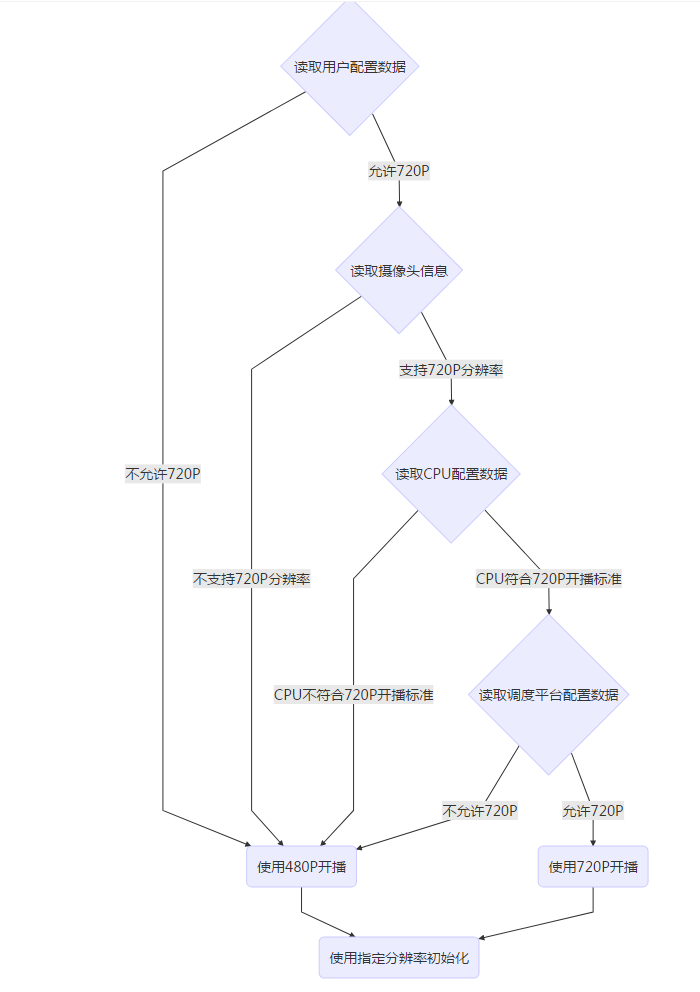 读取用户配置数据
允许720P
读取摄像头信息
支持720P分辨率
不允许720P
读取CPU配置数据
不支持720P分辨率
CPU符合720P开播标准
CPU不符合720P开播标准
读取调度平台配置数据
不允许720P
允许720P
使用480P开播
使用720P开播
使用指定分辨率初始化